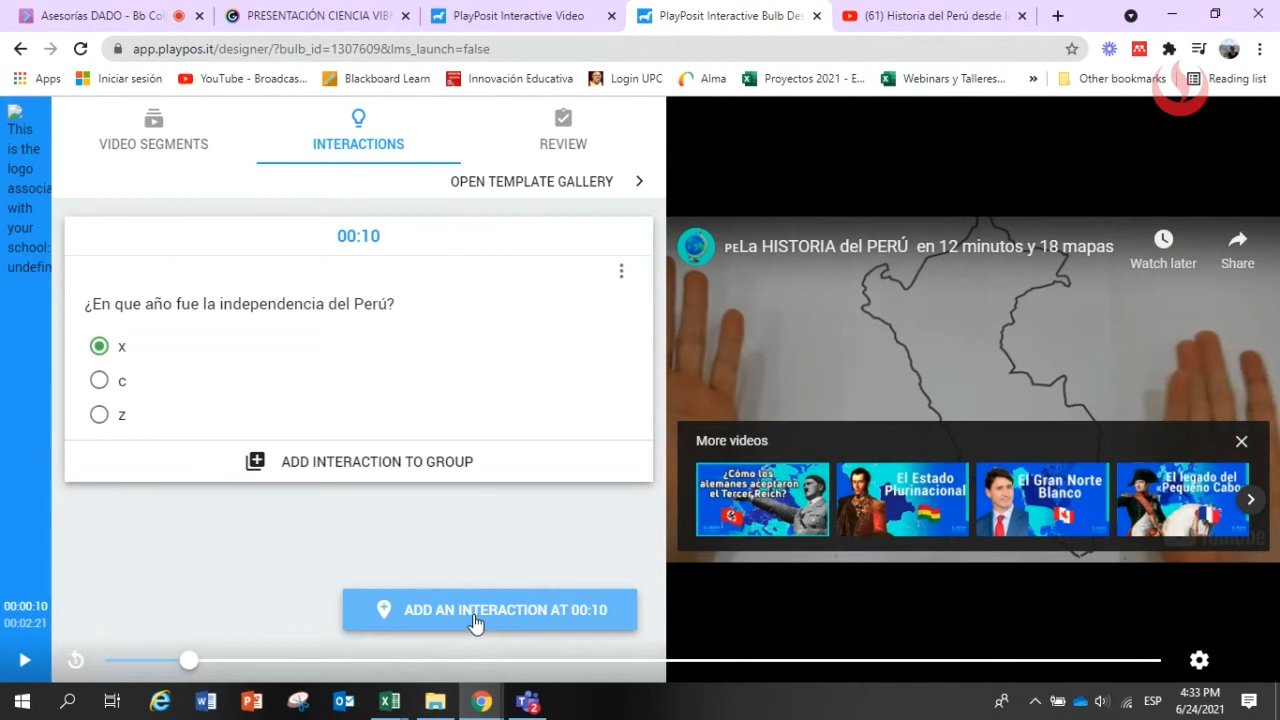 Asesorías DADO - Bb Col
PRESENTACIÓN CIENCIA VIBR
PlayPosit Interactive Video
PlayPosit Interactive Bulb Des
(61) Historia del Perú desde l
app.playpos.it/designer/?bulb_id=1307609&lms_launch=false
Apps
Iniciar sesión
YouTube - Broadcas...
Blackboard Learn
Innovación Educativa
Login UPC
Alma
Proyectos 2021 - E...
Webinars y Talleres...
»
Other bookmarks
Reading list
This
is the
logo
associa
with
your
school:
undefin
VIDEO SEGMENTS
INTERACTIONS
REVIEW
OPEN TEMPLATE GALLERY
00:10
¿En que año fue la independencia del Perú?
x
c
z
ADD INTERACTION TO GROUP
ADD AN INTERACTION AT 00:10
00:00:10
00:02:21
PELa HISTORIA del PERÚ en 12 minutos y 18 mapas
Watch later
Share
More videos
¿Cómo los
alemanes aceptaron
el Tercer Reich?
El Estado
Plurinacional
El Gran Norte
Blanco
El legado del
«Pequeño Cabo
YouTube
ESP
4:33 PM
6/24/2021
2